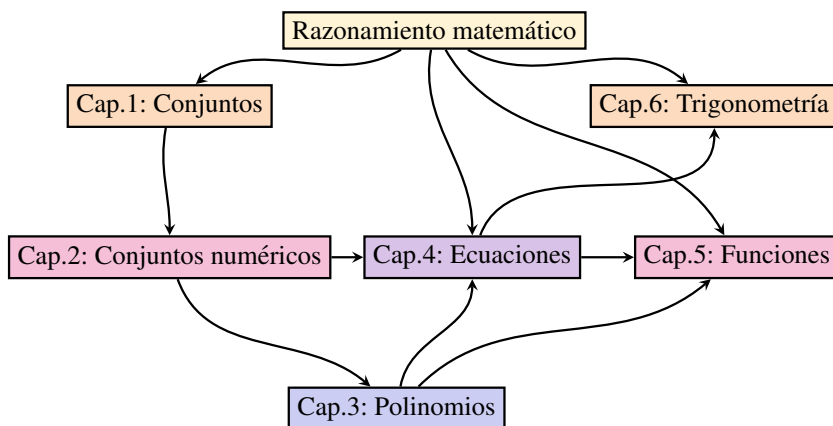 Razonamiento matemático
Cap.1: Conjuntos
Cap.6: Trigonometría
Cap.2: Conjuntos numéricos
Cap.4: Ecuaciones
Cap.5: Funciones
Cap.3: Polinomios